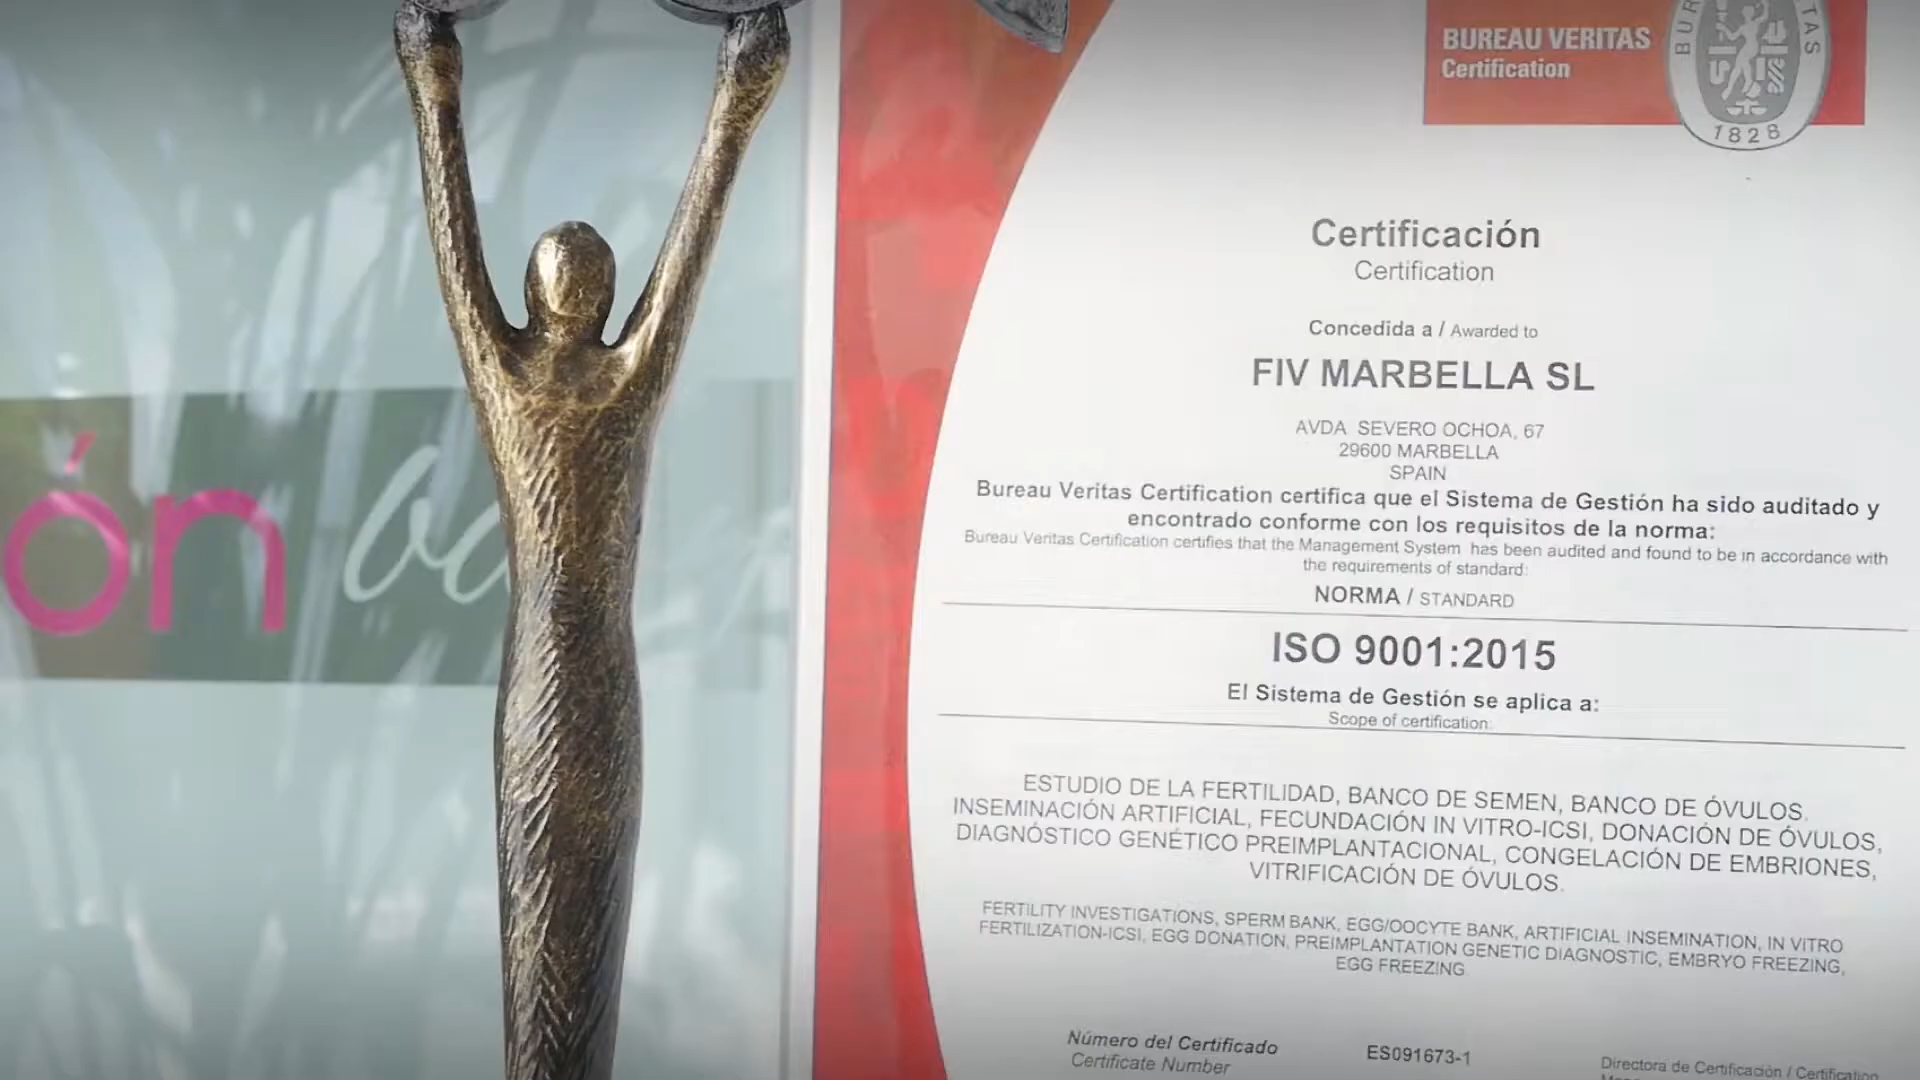 BUREAU VERITAS
Certification
1828
Certificación
Certification
Concedida a / Awarded to
FIV MARBELLA SL
AVDA SEVERO OCHOA, 67
29600 MARBELLA
SPAIN
Bureau Veritas Certification certifica que el Sistema de Gestión ha sido auditado y
encontrado conforme con los requisitos de la norma:
Bureau Veritas Certification certifies that the Management System has been audited and found to be in accordance with
the requirements of standard:
NORMA / STANDARD
ISO 9001:2015
El Sistema de Gestión se aplica a:
Scope of certification:
ESTUDIO DE LA FERTILIDAD, BANCO DE SEMEN, BANCO DE ÓVULOS,
INSEMINACIÓN ARTIFICIAL, FECUNDACIÓN IN VITRO-ICSI, DONACIÓN DE ÓVULOS,
DIAGNÓSTICO GENÉTICO PREIMPLANTACIONAL, CONGELACIÓN DE EMBRIONES,
VITRIFICACIÓN DE ÓVULOS.
FERTILITY INVESTIGATIONS, SPERM BANK, EGG/OOCYTE BANK, ARTIFICIAL INSEMINATION, IN VITRO
FERTILIZATION-ICSI, EGG DONATION, PREIMPLANTATION GENETIC DIAGNOSTIC, EMBRYO FREEZING,
EGG FREEZING
Número del Certificado ES091673-1
Certificate Number
Directora de Certificación / Certification
ón